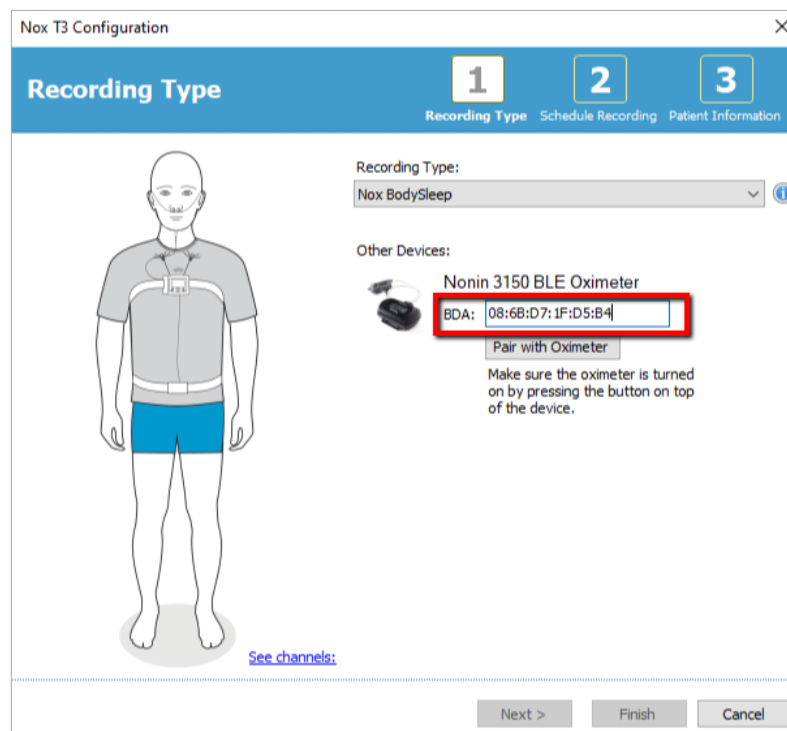 Nox T3 Configuration
Recording Type
1
Recording Type
2
Schedule Recording
3
Patient Information
Recording Type:
Nox BodySleep
Other Devices:
Nonin 3150 BLE Oximeter
BDA: 08:6B:D7:1F:D5:B4
Pair with Oximeter
Make sure the oximeter is turned
on by pressing the button on top
of the device.
See channels:
Next >
Finish
Cancel